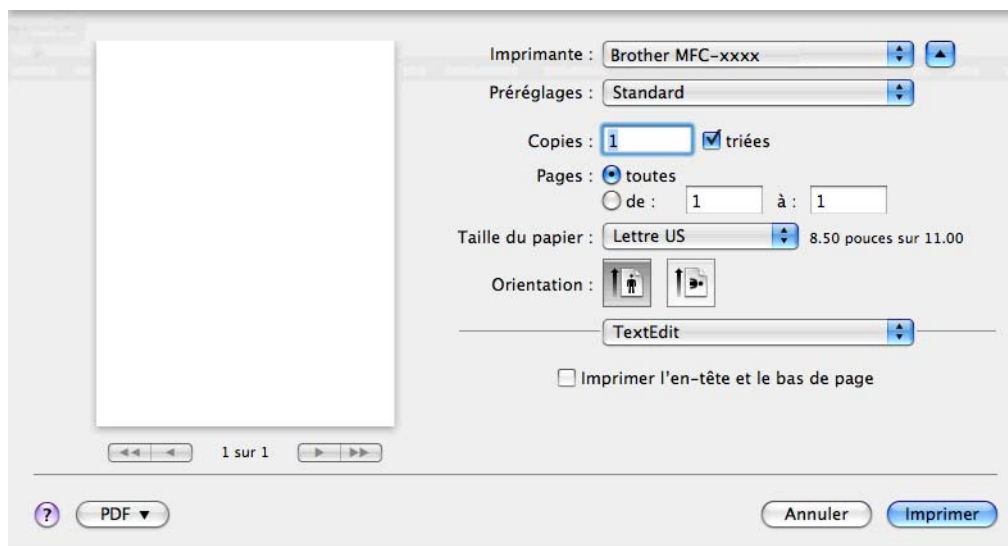 Imprimante : Brother MFC-xxxx
Préréglages : Standard
Copies : 1 triées
Pages : toutes
de : 1 à : 1
Taille du papier : Lettre US 8.50 pouces sur 11.00
Orientation :
TextEdit
Imprimer l'en-tête et le bas de page
1 sur 1
? PDF ▼ Annuler Imprimer